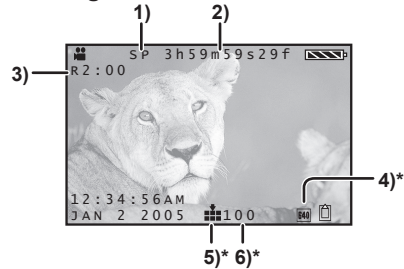 1) 2)
SP 3h59m59s29f
3) R2:00
4)*
12:34:56AM
JAN 2 2005 100 640
5)* 6)*